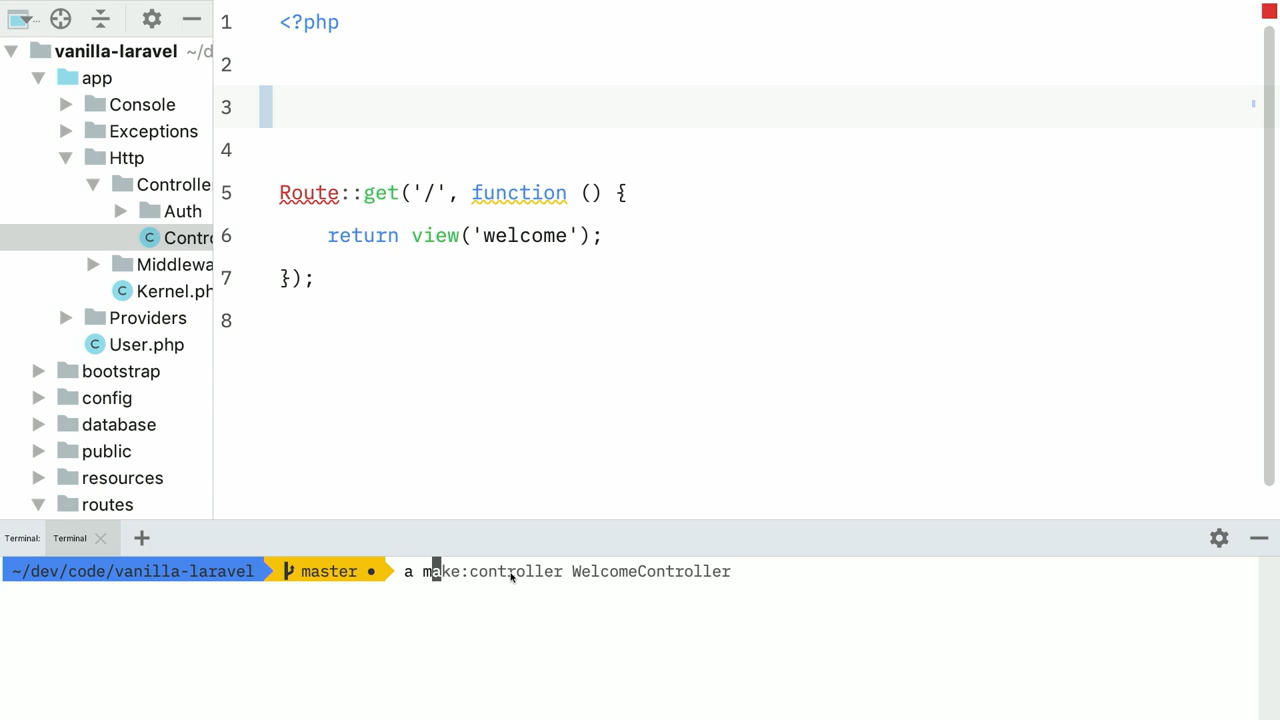 vanilla-laravel ~/d
app
Console
Exceptions
Http
Controlle
Auth
Contro
Middlewa
Kernel.ph
Providers
User.php
bootstrap
config
database
public
resources
routes
1 <?php
2
3
4
5 Route::get('/', function () {
6 return view('welcome');
7 });
8
Terminal: Terminal
~/dev/code/vanilla-laravel master ● a make:controller WelcomeController